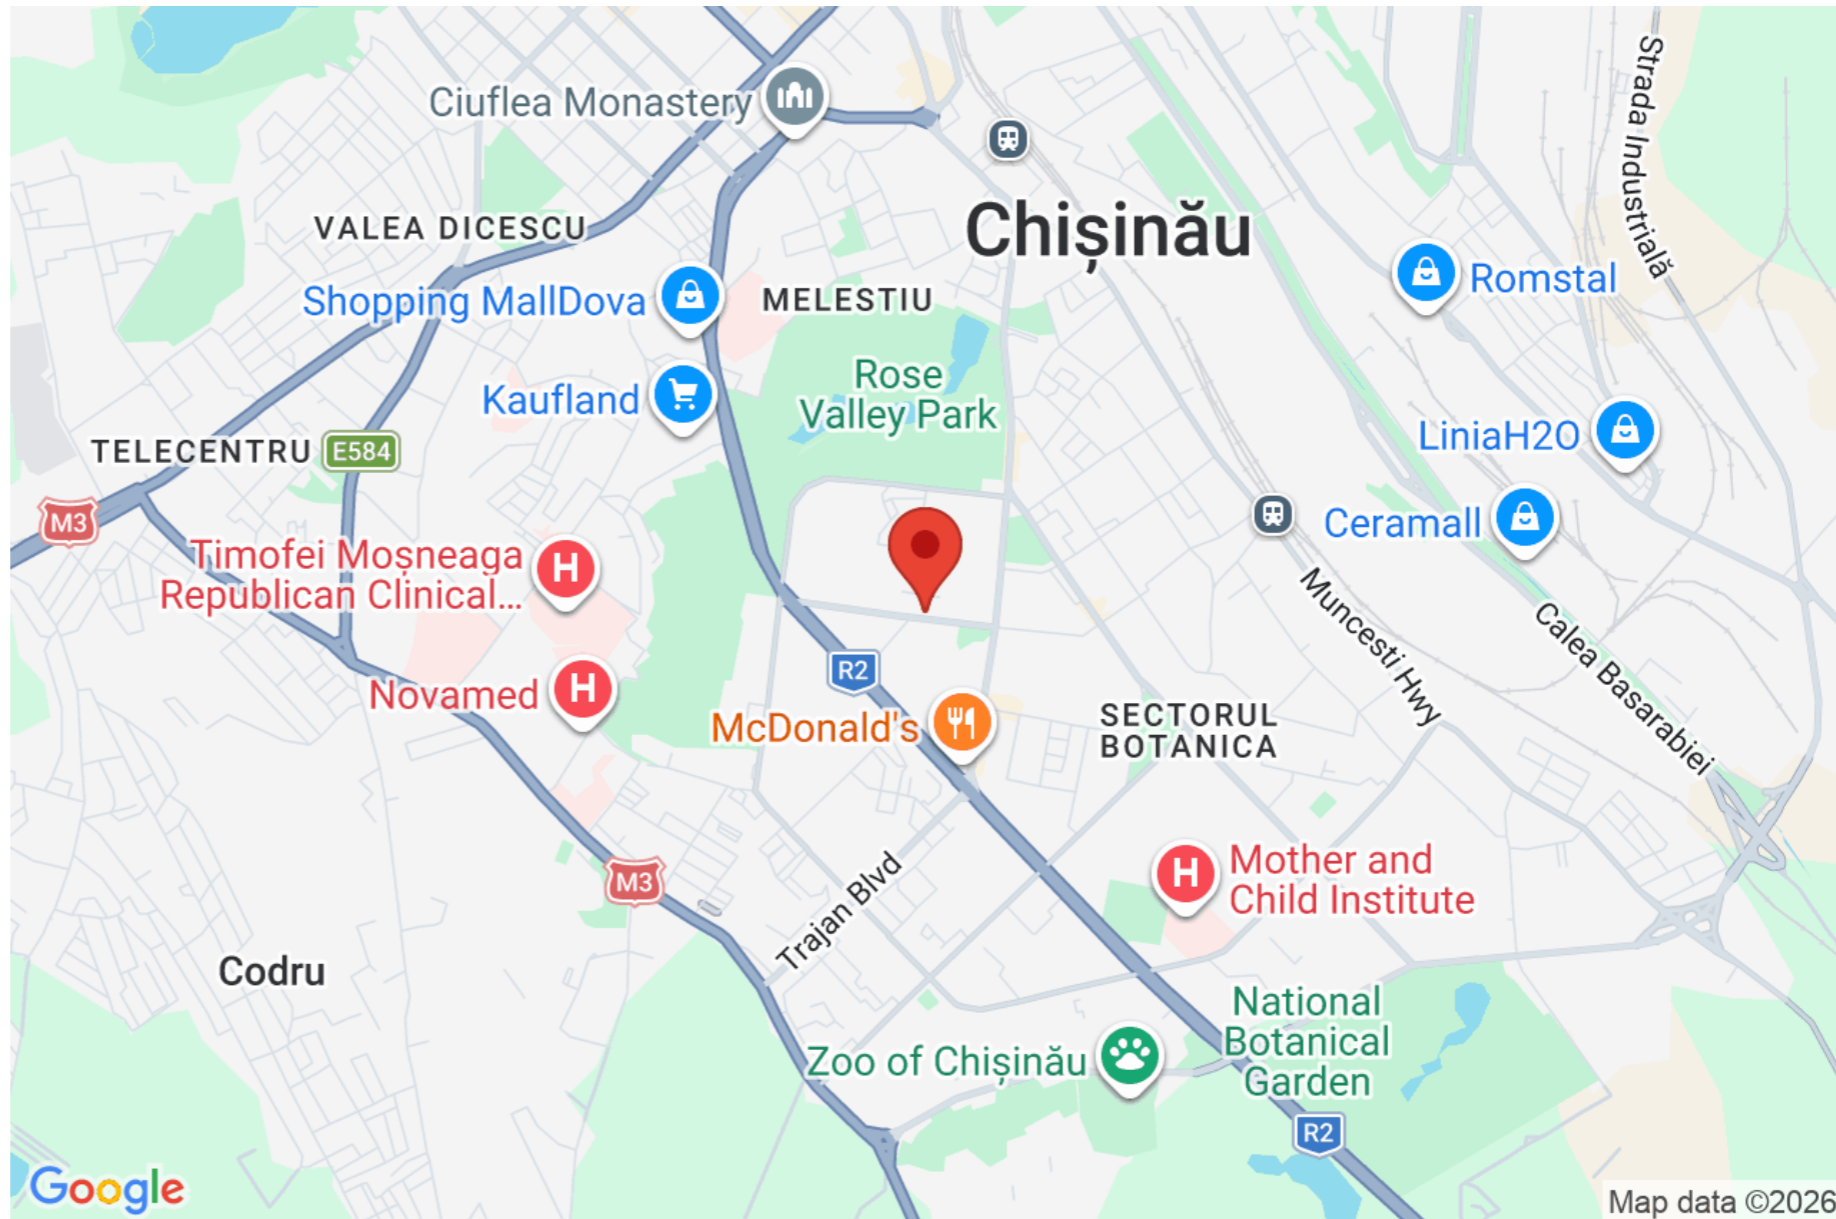 Ciuflea Monastery
Strada Industrială
Chișinău
VALEA DICESCU
Shopping MallDova
MELESTIU
Romstal
Rose
Valley Park
Kaufland
TELECENTRU
E584
LiniaH2O
M3
Ceramall
Timofei Moșneaga
Republican Clinical...
Muncesti Hwy
Calea Basarabiei
R2
Novamed
McDonald's
SECTORUL
BOTANICA
M3
Trajan Blvd
Mother and
Child Institute
Codru
National
Botanical
Garden
Zoo of Chișinău
R2
Google
Map data ©2026